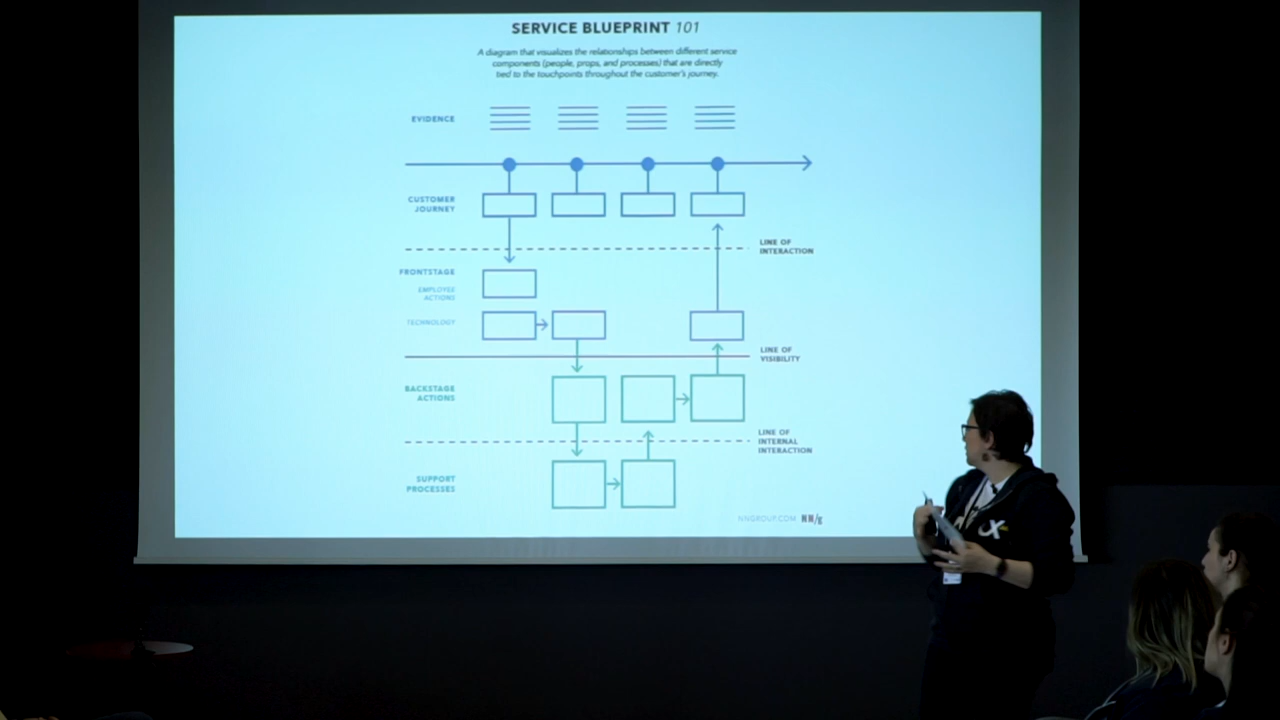 SERVICE BLUEPRINT 101
A diagram that visualizes the relationships between different service
components (people, props, and processes) that are directly
tied to the touchpoints throughout the customer's journey.
EVIDENCE
CUSTOMER
JOURNEY
LINE OF
INTERACTION
FRONTSTAGE
EMPLOYEE
ACTIONS
TECHNOLOGY
LINE OF
VISIBILITY
BACKSTAGE
ACTIONS
LINE OF
INTERNAL
INTERACTION
SUPPORT
PROCESSES
NNGROUP.COM NN/g